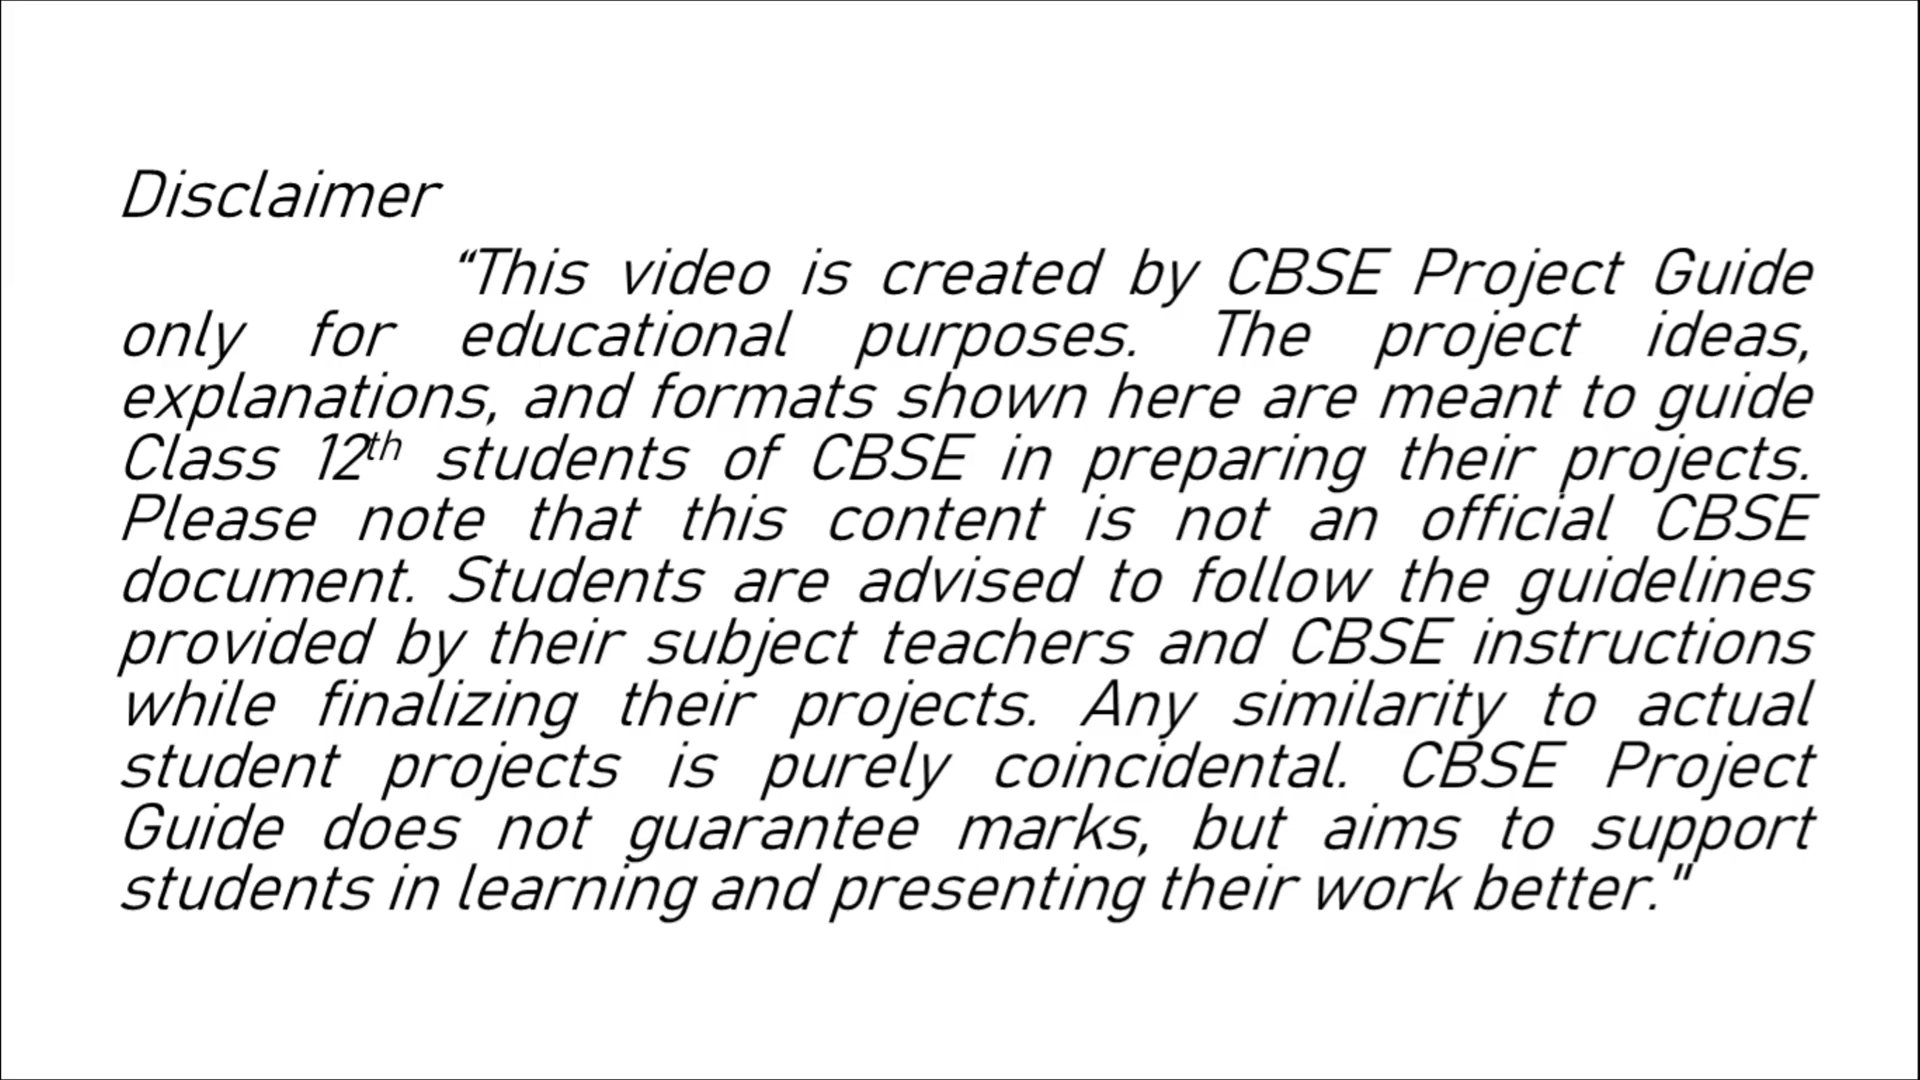 Disclaimer
“This video is created by CBSE Project Guide
only for educational purposes. The project ideas,
explanations, and formats shown here are meant to guide
Class 12th students of CBSE in preparing their projects.
Please note that this content is not an official CBSE
document. Students are advised to follow the guidelines
provided by their subject teachers and CBSE instructions
while finalizing their projects. Any similarity to actual
student projects is purely coincidental. CBSE Project
Guide does not guarantee marks, but aims to support
students in learning and presenting their work better."